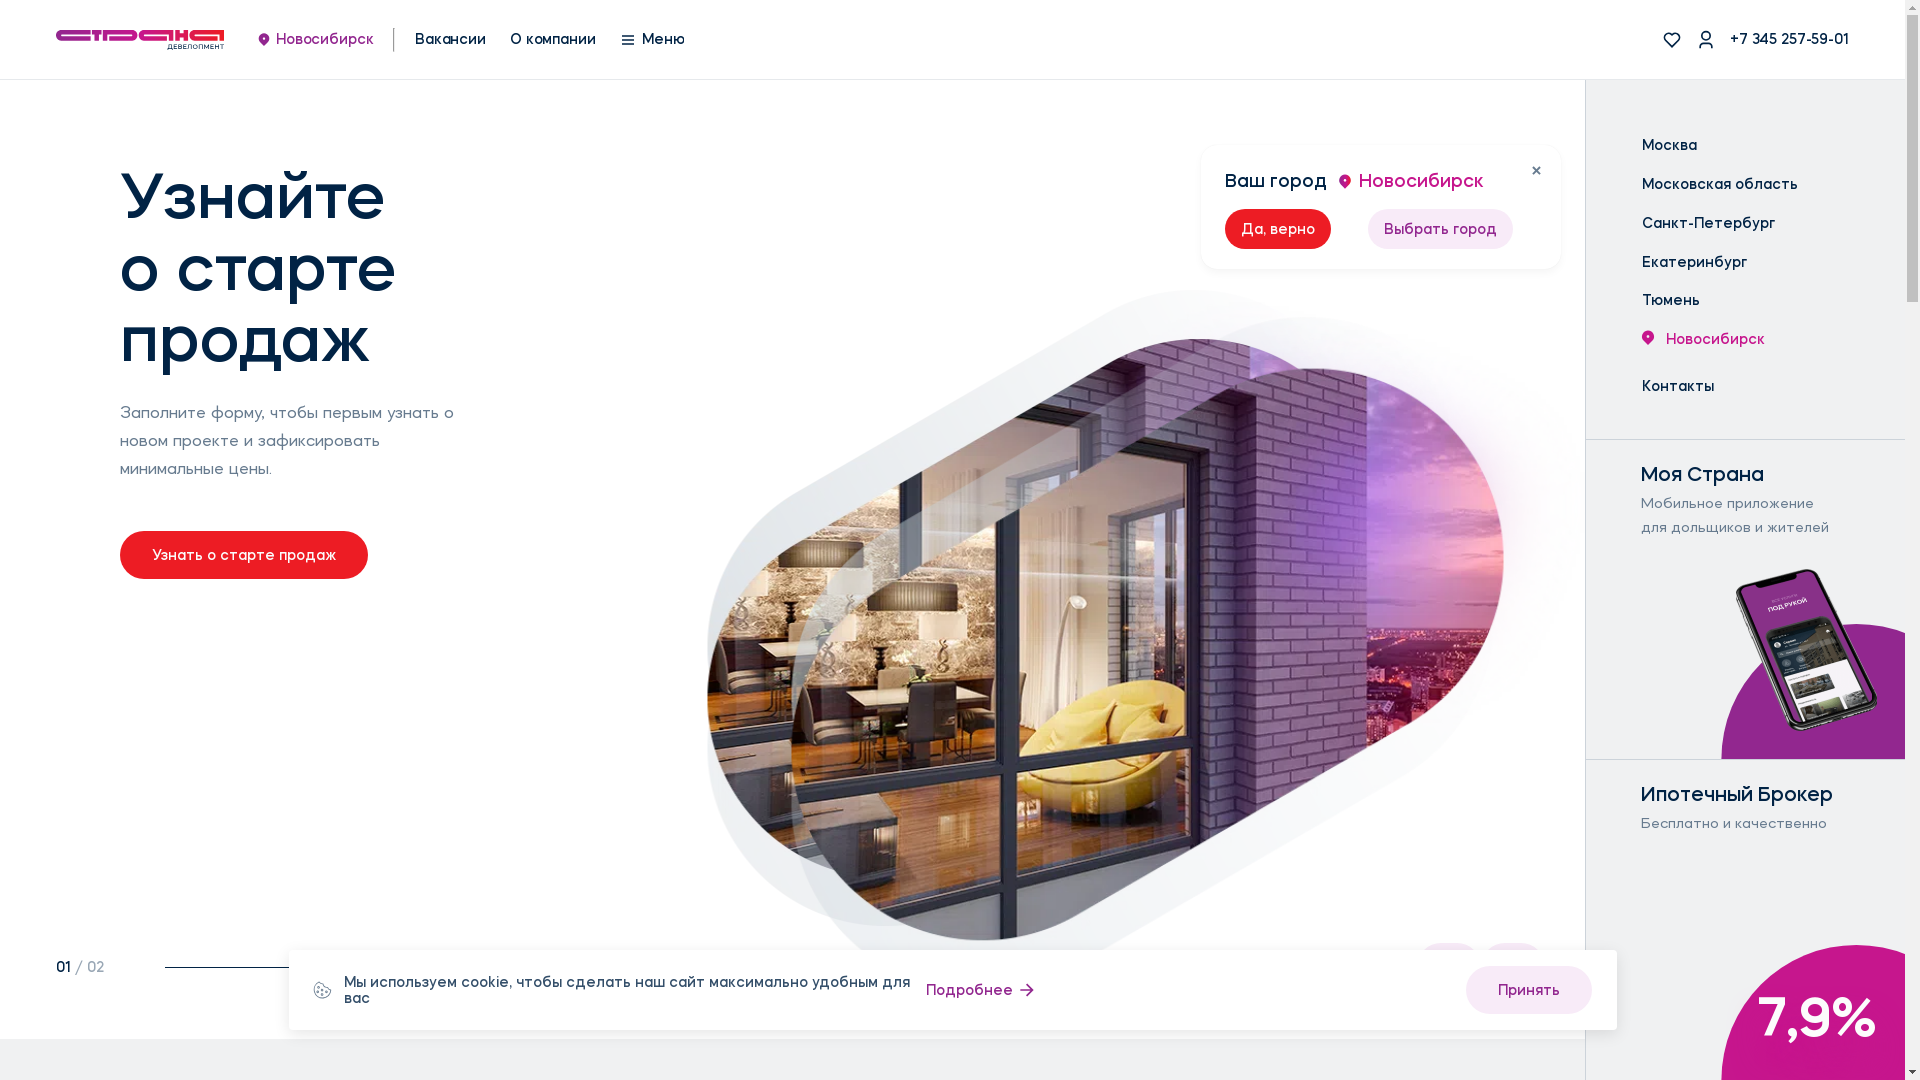 страна
ДЕВЕЛОПМЕНТ
Новосибирск
Вакансии
О компании
Меню
+7 345 257-59-01
Узнайте
о старте
продаж
Заполните форму, чтобы первым узнать о
новом проекте и зафиксировать
минимальные цены.
Узнать о старте продаж
Ваш город Новосибирск
Да, верно
Выбрать город
Москва
Московская область
Санкт-Петербург
Екатеринбург
Тюмень
Новосибирск
Контакты
Моя Страна
Мобильное приложение
для дольщиков и жителей
ПОД РУКОЙ
Ипотечный Брокер
Бесплатно и качественно
7,9%
01 / 02
Мы используем cookie, чтобы сделать наш сайт максимально удобным для
вас
Подробнее
Принять